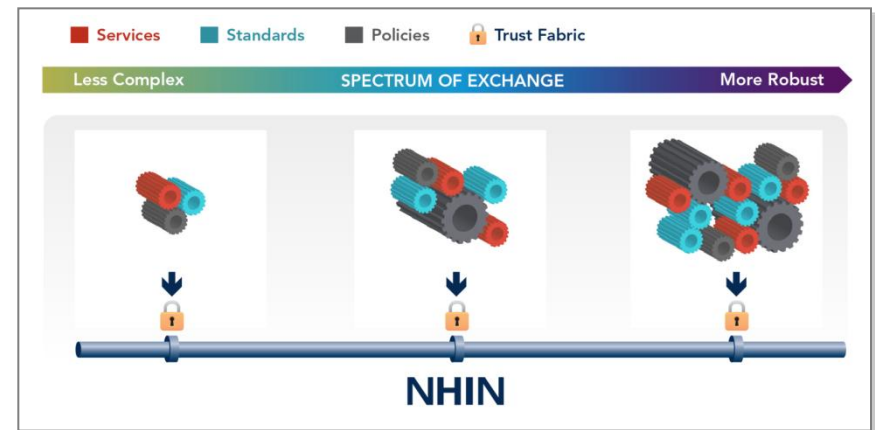 Services Standards Policies Trust Fabric
Less Complex SPECTRUM OF EXCHANGE More Robust
NHIN